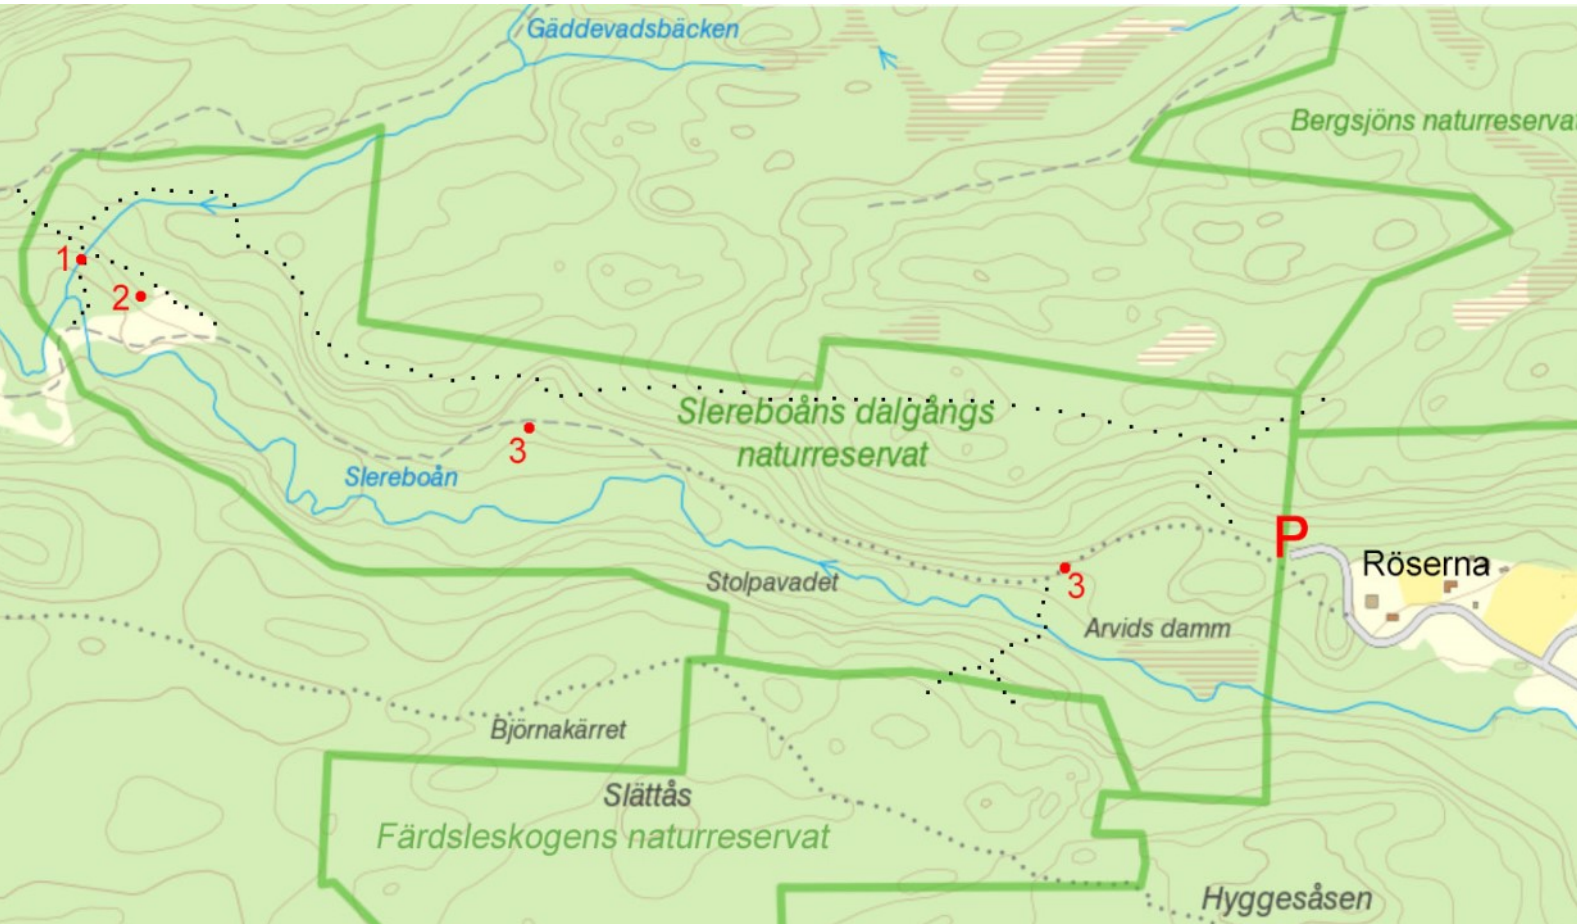 Gäddevadsbäcken
Bergsjöns naturreservat
1
2
Slereboåns dalgångs
naturreservat
3
Slereboån
P
Röserna
Stolpavadet
3
Arvids damm
Björnakärret
Slättås
Färdsleskogens naturreservat
Hyggesåsen